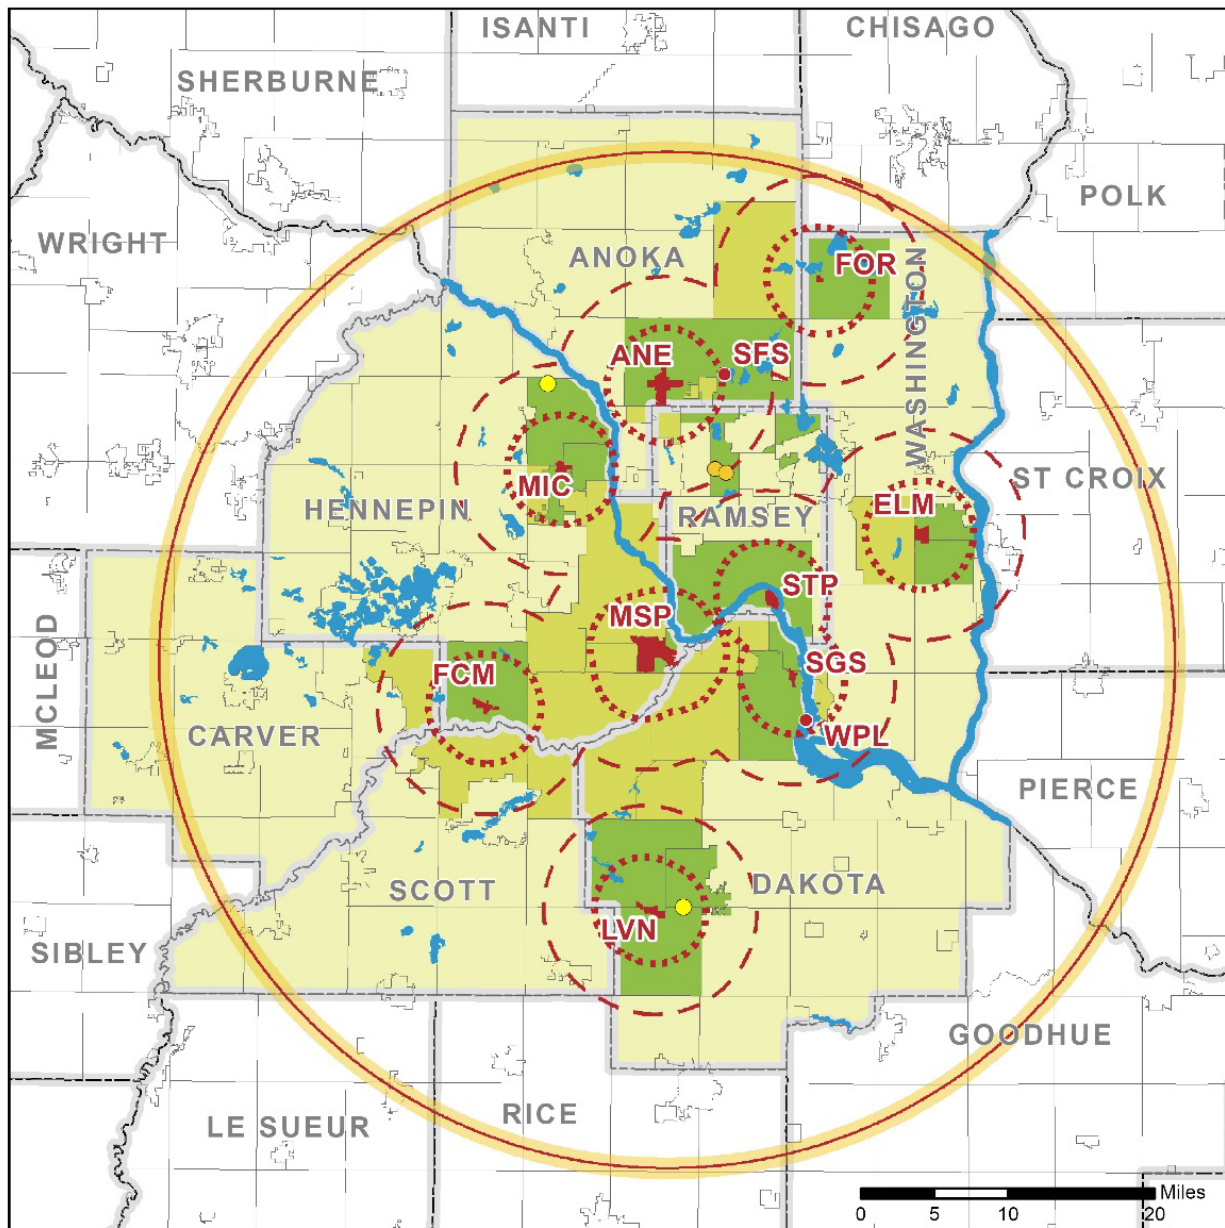 ISANTI
CHISAGO
SHERBURNE
POLK
WRIGHT
ANOKA
FOR
WASHINGTON
ANE
SFS
MIC
HENNEPIN
RAMSEY
ELM
ST CROIX
STP
MSP
MCLEOD
FCM
SGS
CARVER
WPL
PIERCE
SCOTT
DAKOTA
LVN
SIBLEY
GOODHUE
RICE
LE SUEUR
Miles
0 5 10 20